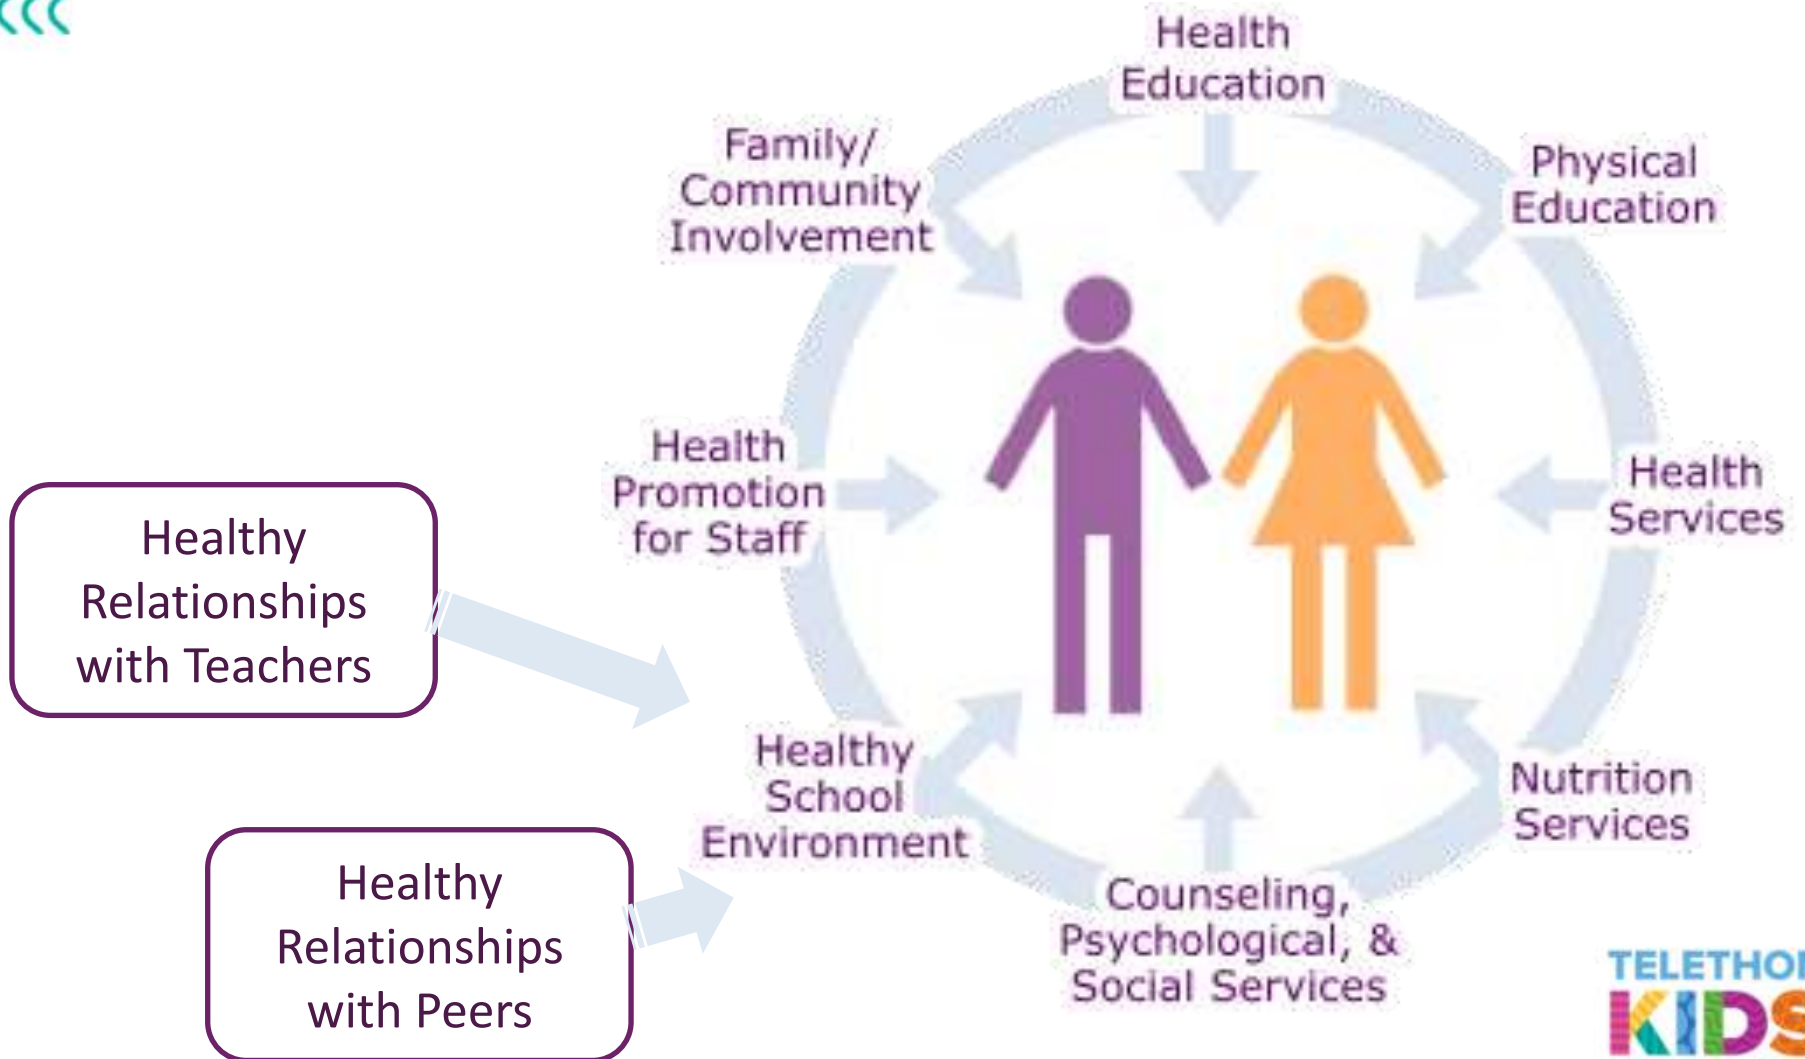 Health
Education
Physical
Education
Health
Services
Nutrition
Services
Counseling,
Psychological, &
Social Services
Healthy
School
Environment
Health
Promotion
for Staff
Family/
Community
Involvement
Healthy
Relationships
with Teachers
Healthy
Relationships
with Peers
TELETHON
KIDS